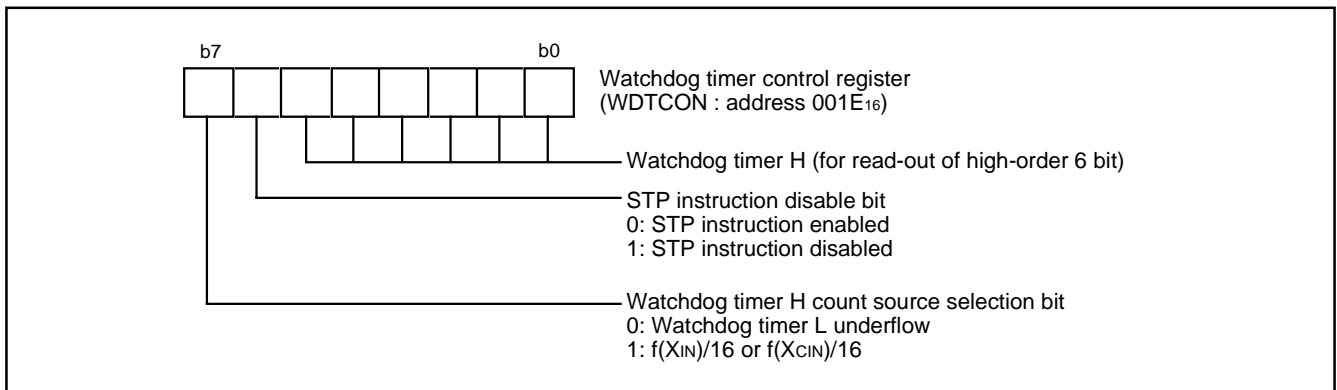 b7 b0
Watchdog timer control register
(WDTCON : address 001E16)
Watchdog timer H (for read-out of high-order 6 bit)
STP instruction disable bit
0: STP instruction enabled
1: STP instruction disabled
Watchdog timer H count source selection bit
0: Watchdog timer L underflow
1: f(XIN)/16 or f(XCIN)/16